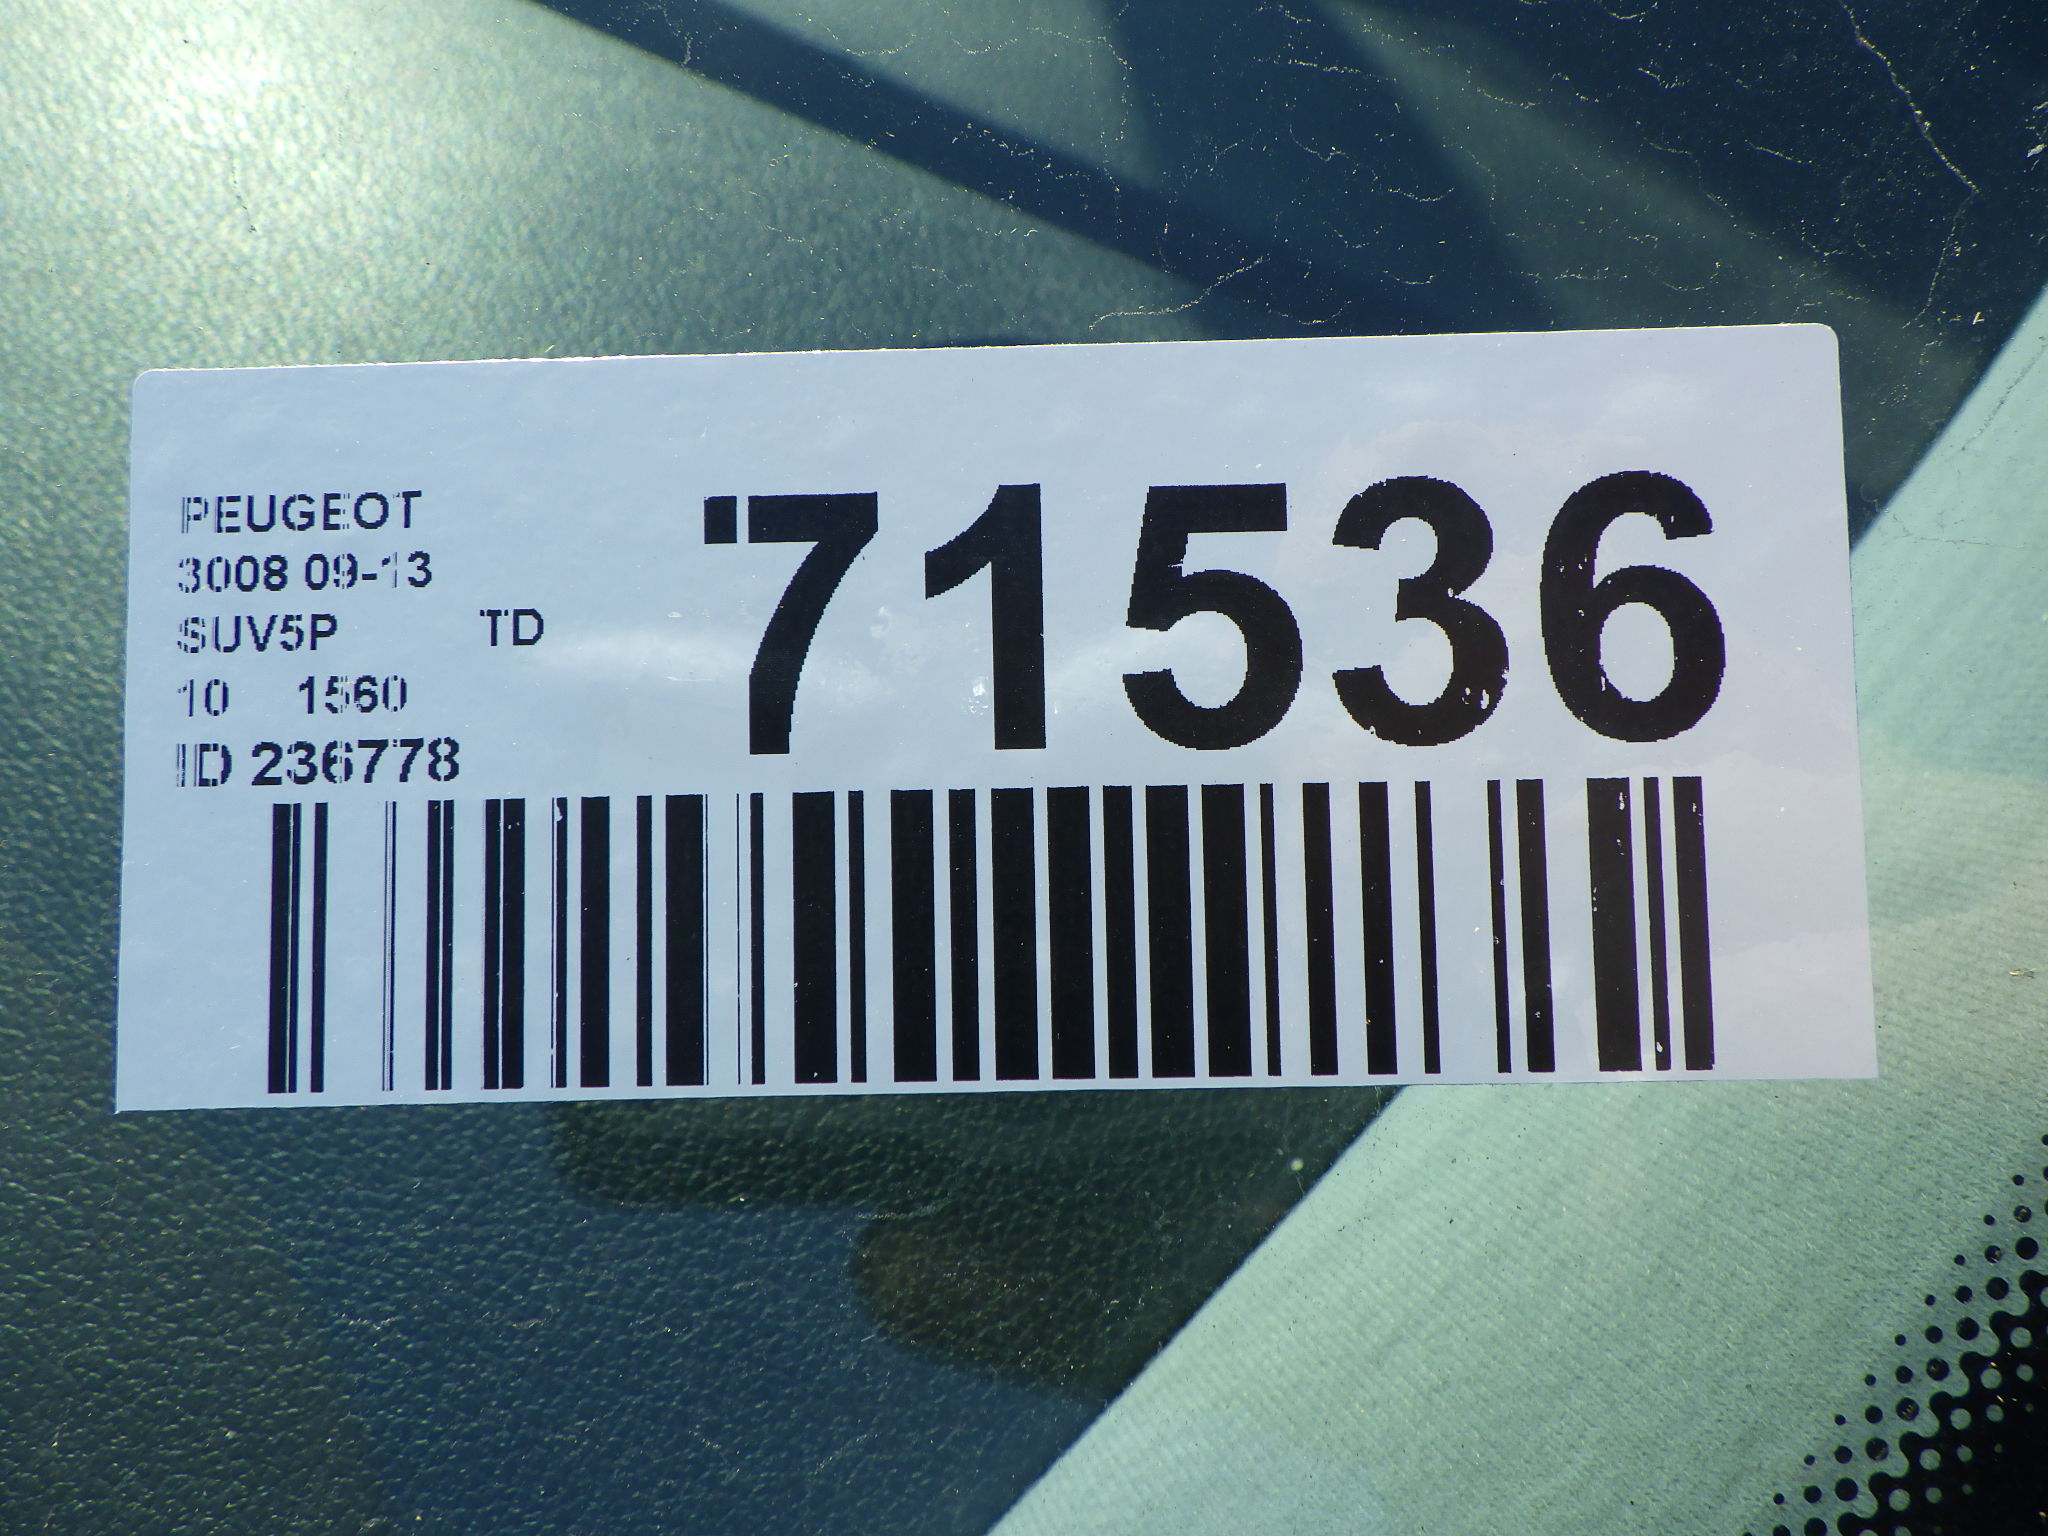 PEUGEOT
3008 09-13
SUV5P TD
10 1560
ID 236778
71536